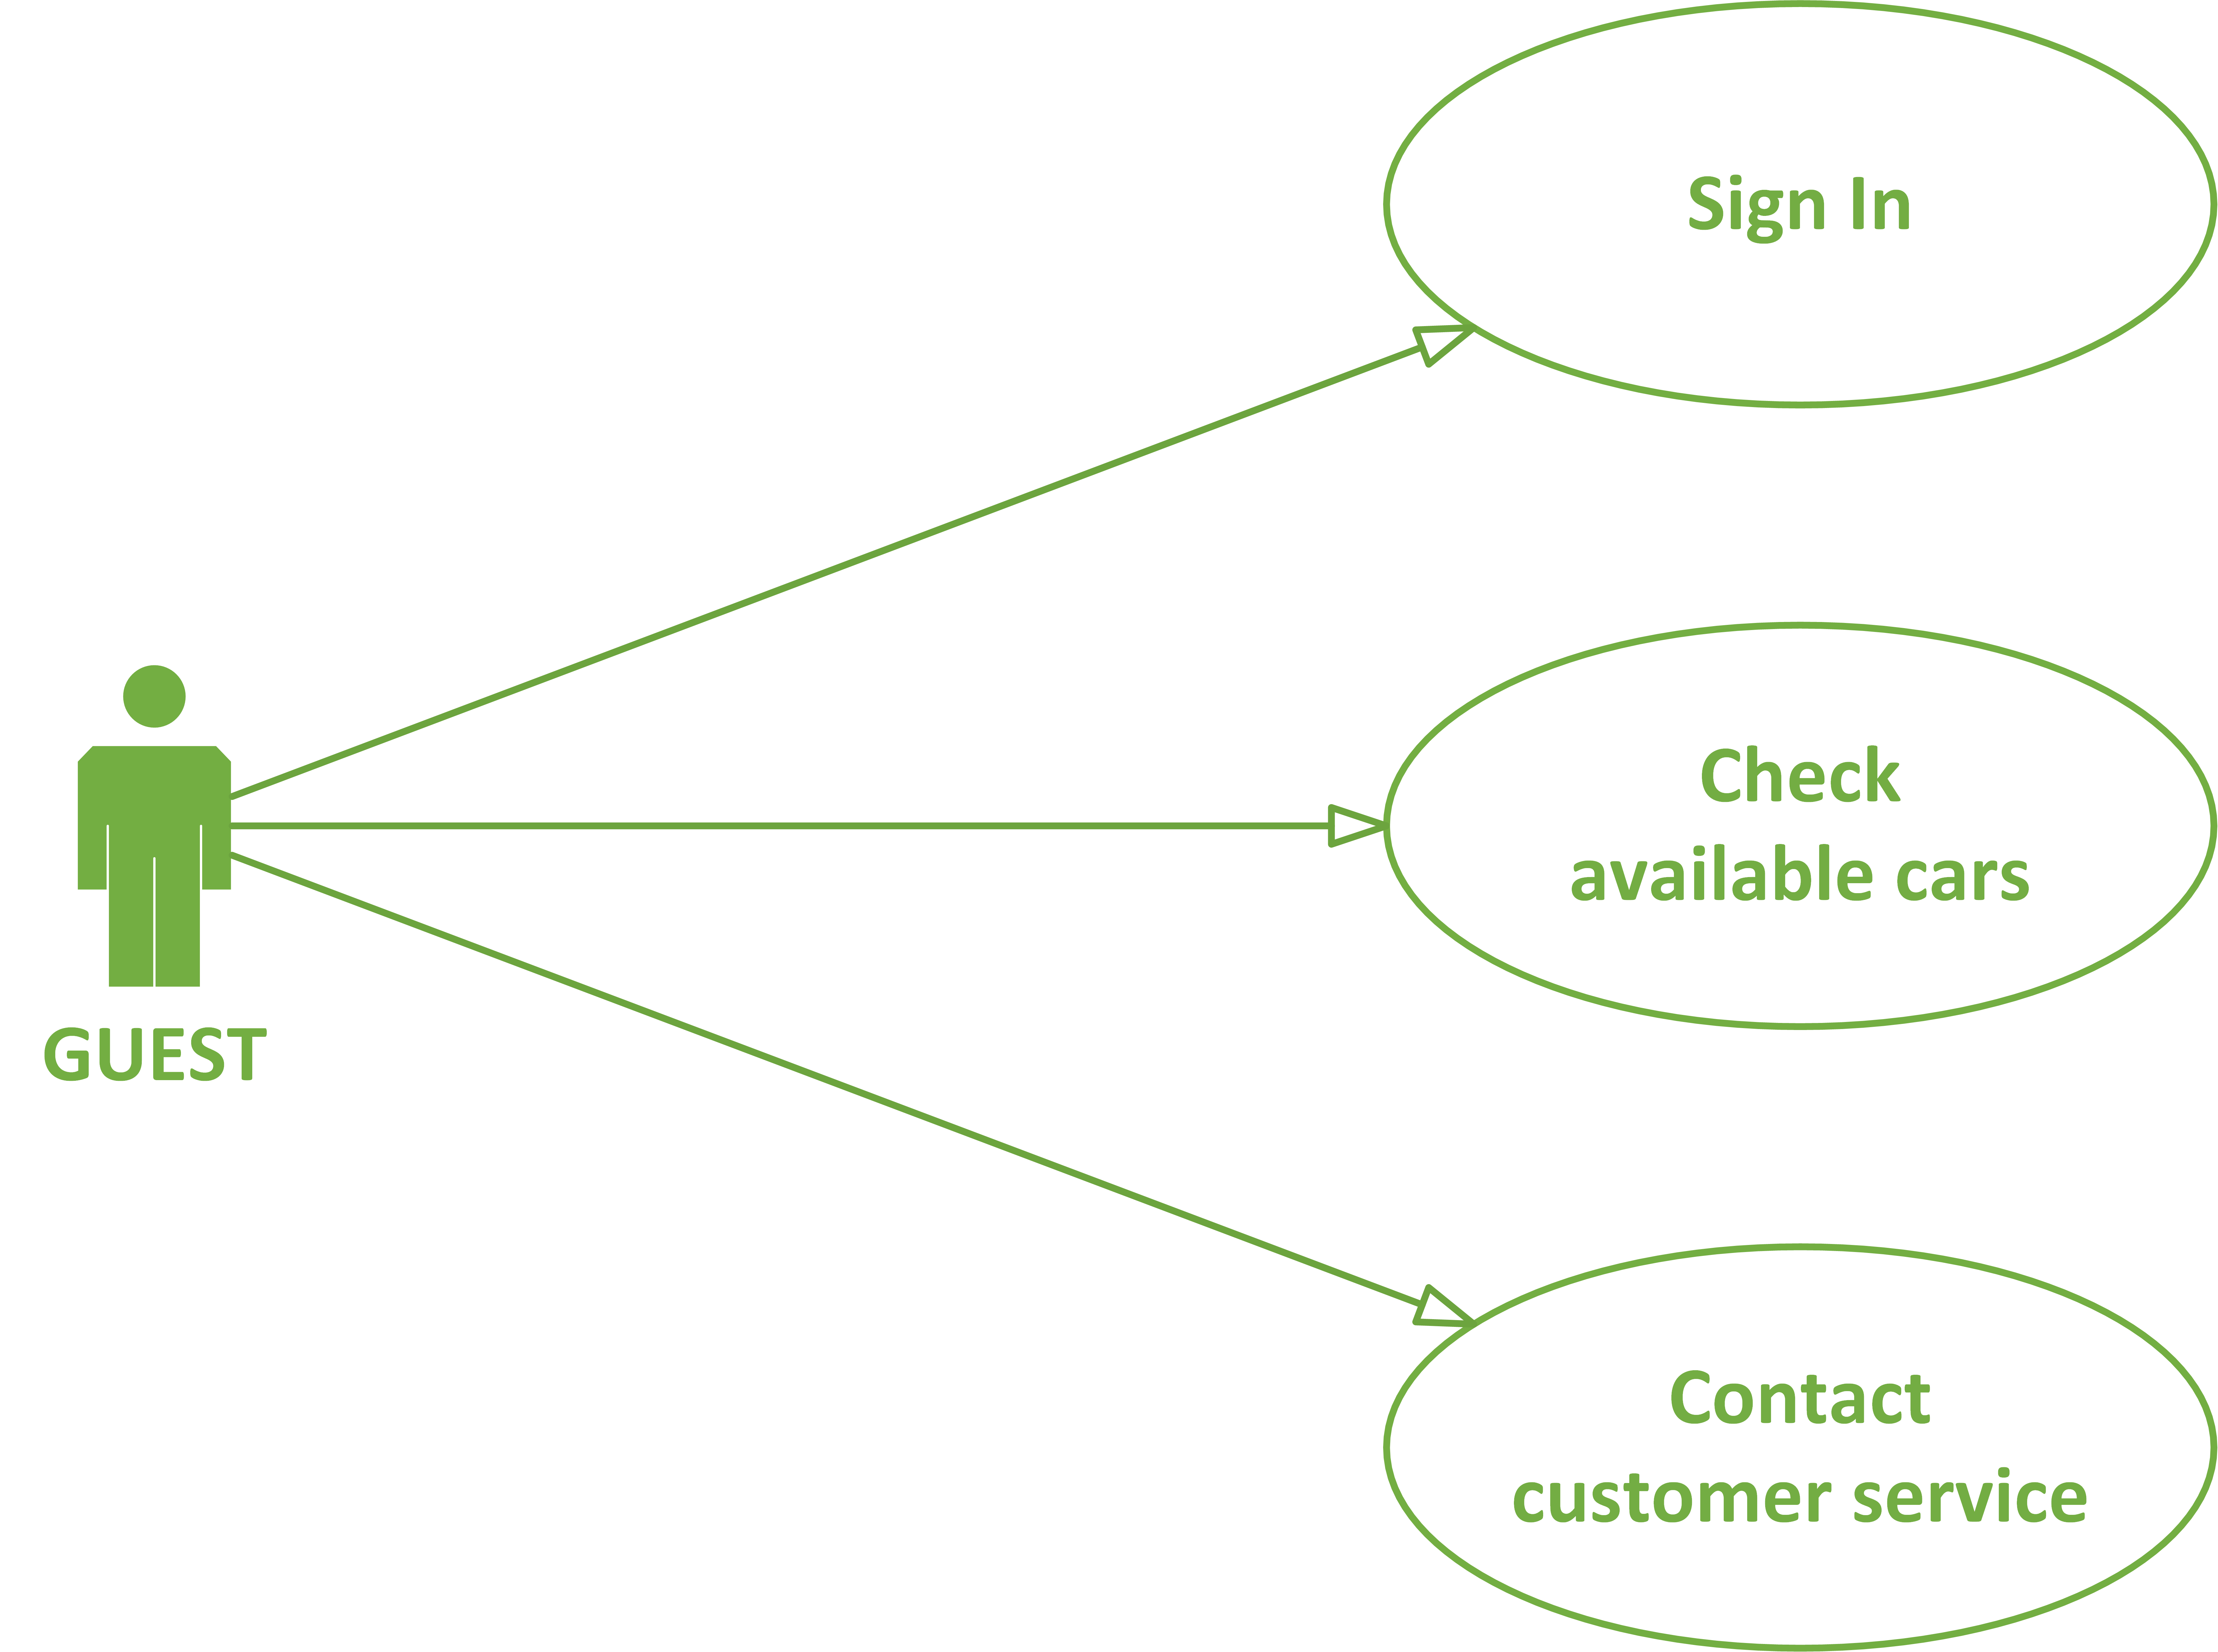 Sign In
Check
available cars
GUEST
Contact
customer service